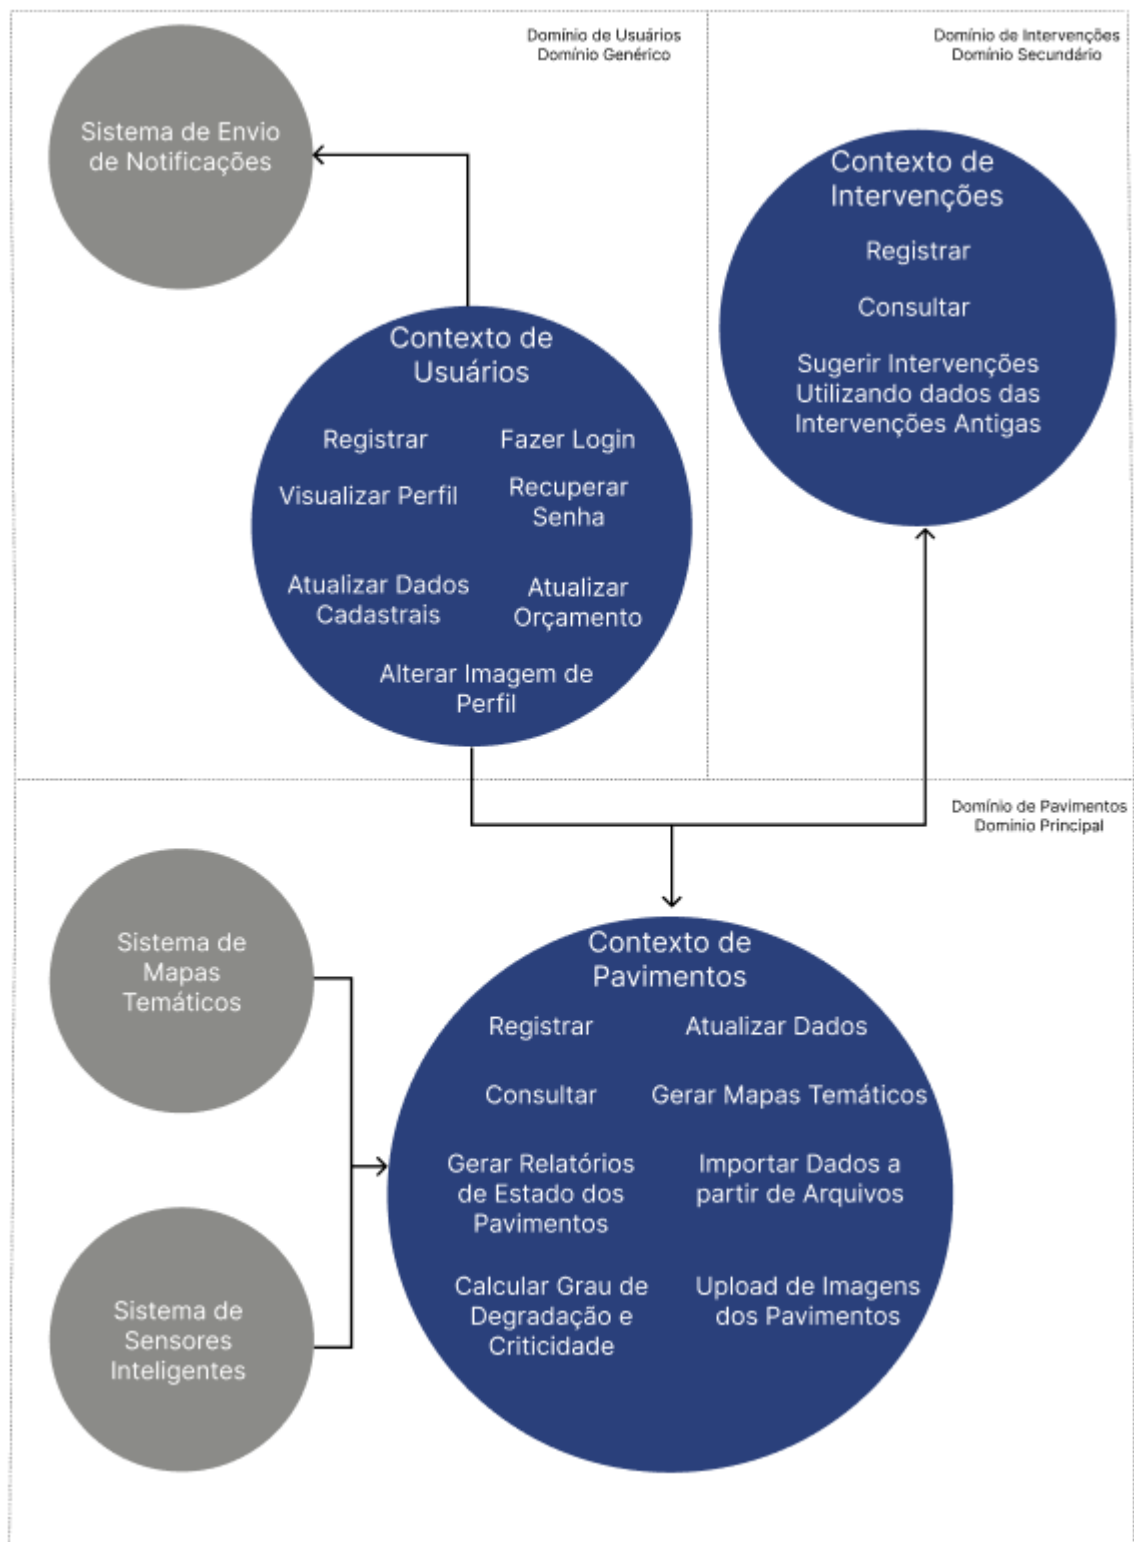 Domínio de Usuários
Domínio Genérico
Domínio de Intervenções
Domínio Secundário
Sistema de Envio
de Notificações
Contexto de
Intervenções
Registrar
Consultar
Sugerir Intervenções
Utilizando dados das
Intervenções Antigas
Contexto de
Usuários
Registrar
Fazer Login
Visualizar Perfil
Recuperar
Senha
Atualizar Dados
Cadastrais
Atualizar
Orçamento
Alterar Imagem de
Perfil
Domínio de Pavimentos
Domínio Principal
Sistema de
Mapas
Temáticos
Sistema de
Sensores
Inteligentes
Contexto de
Pavimentos
Registrar
Atualizar Dados
Consultar
Gerar Mapas Temáticos
Gerar Relatórios
de Estado dos
Pavimentos
Importar Dados a
partir de Arquivos
Calcular Grau de
Degradação e
Criticidade
Upload de Imagens
dos Pavimentos